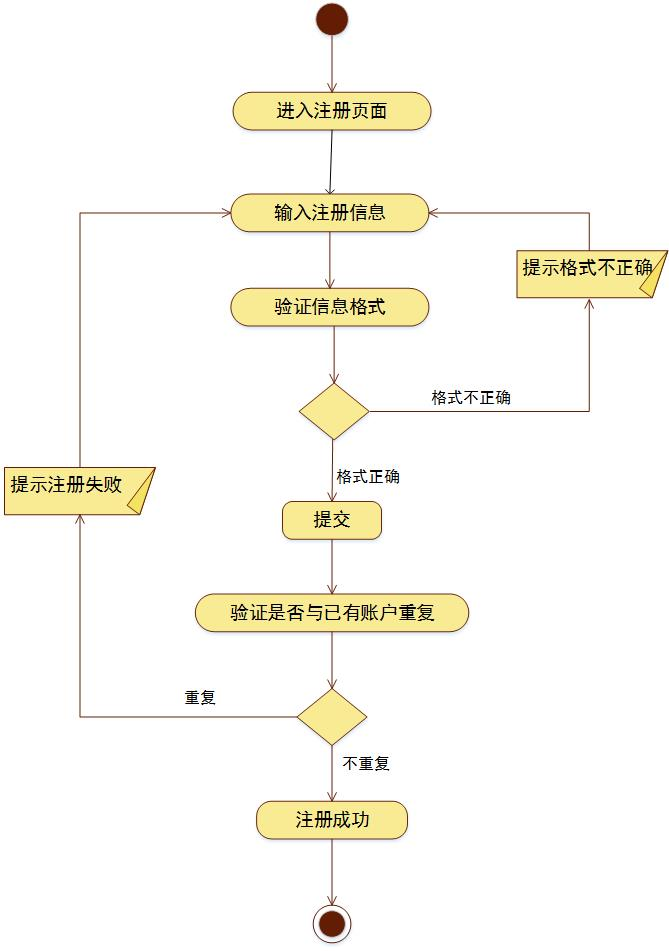 进入注册页面
输入注册信息
提示格式不正确
验证信息格式
格式不正确
格式正确
提示注册失败
提交
验证是否与已有账户重复
重复
不重复
注册成功